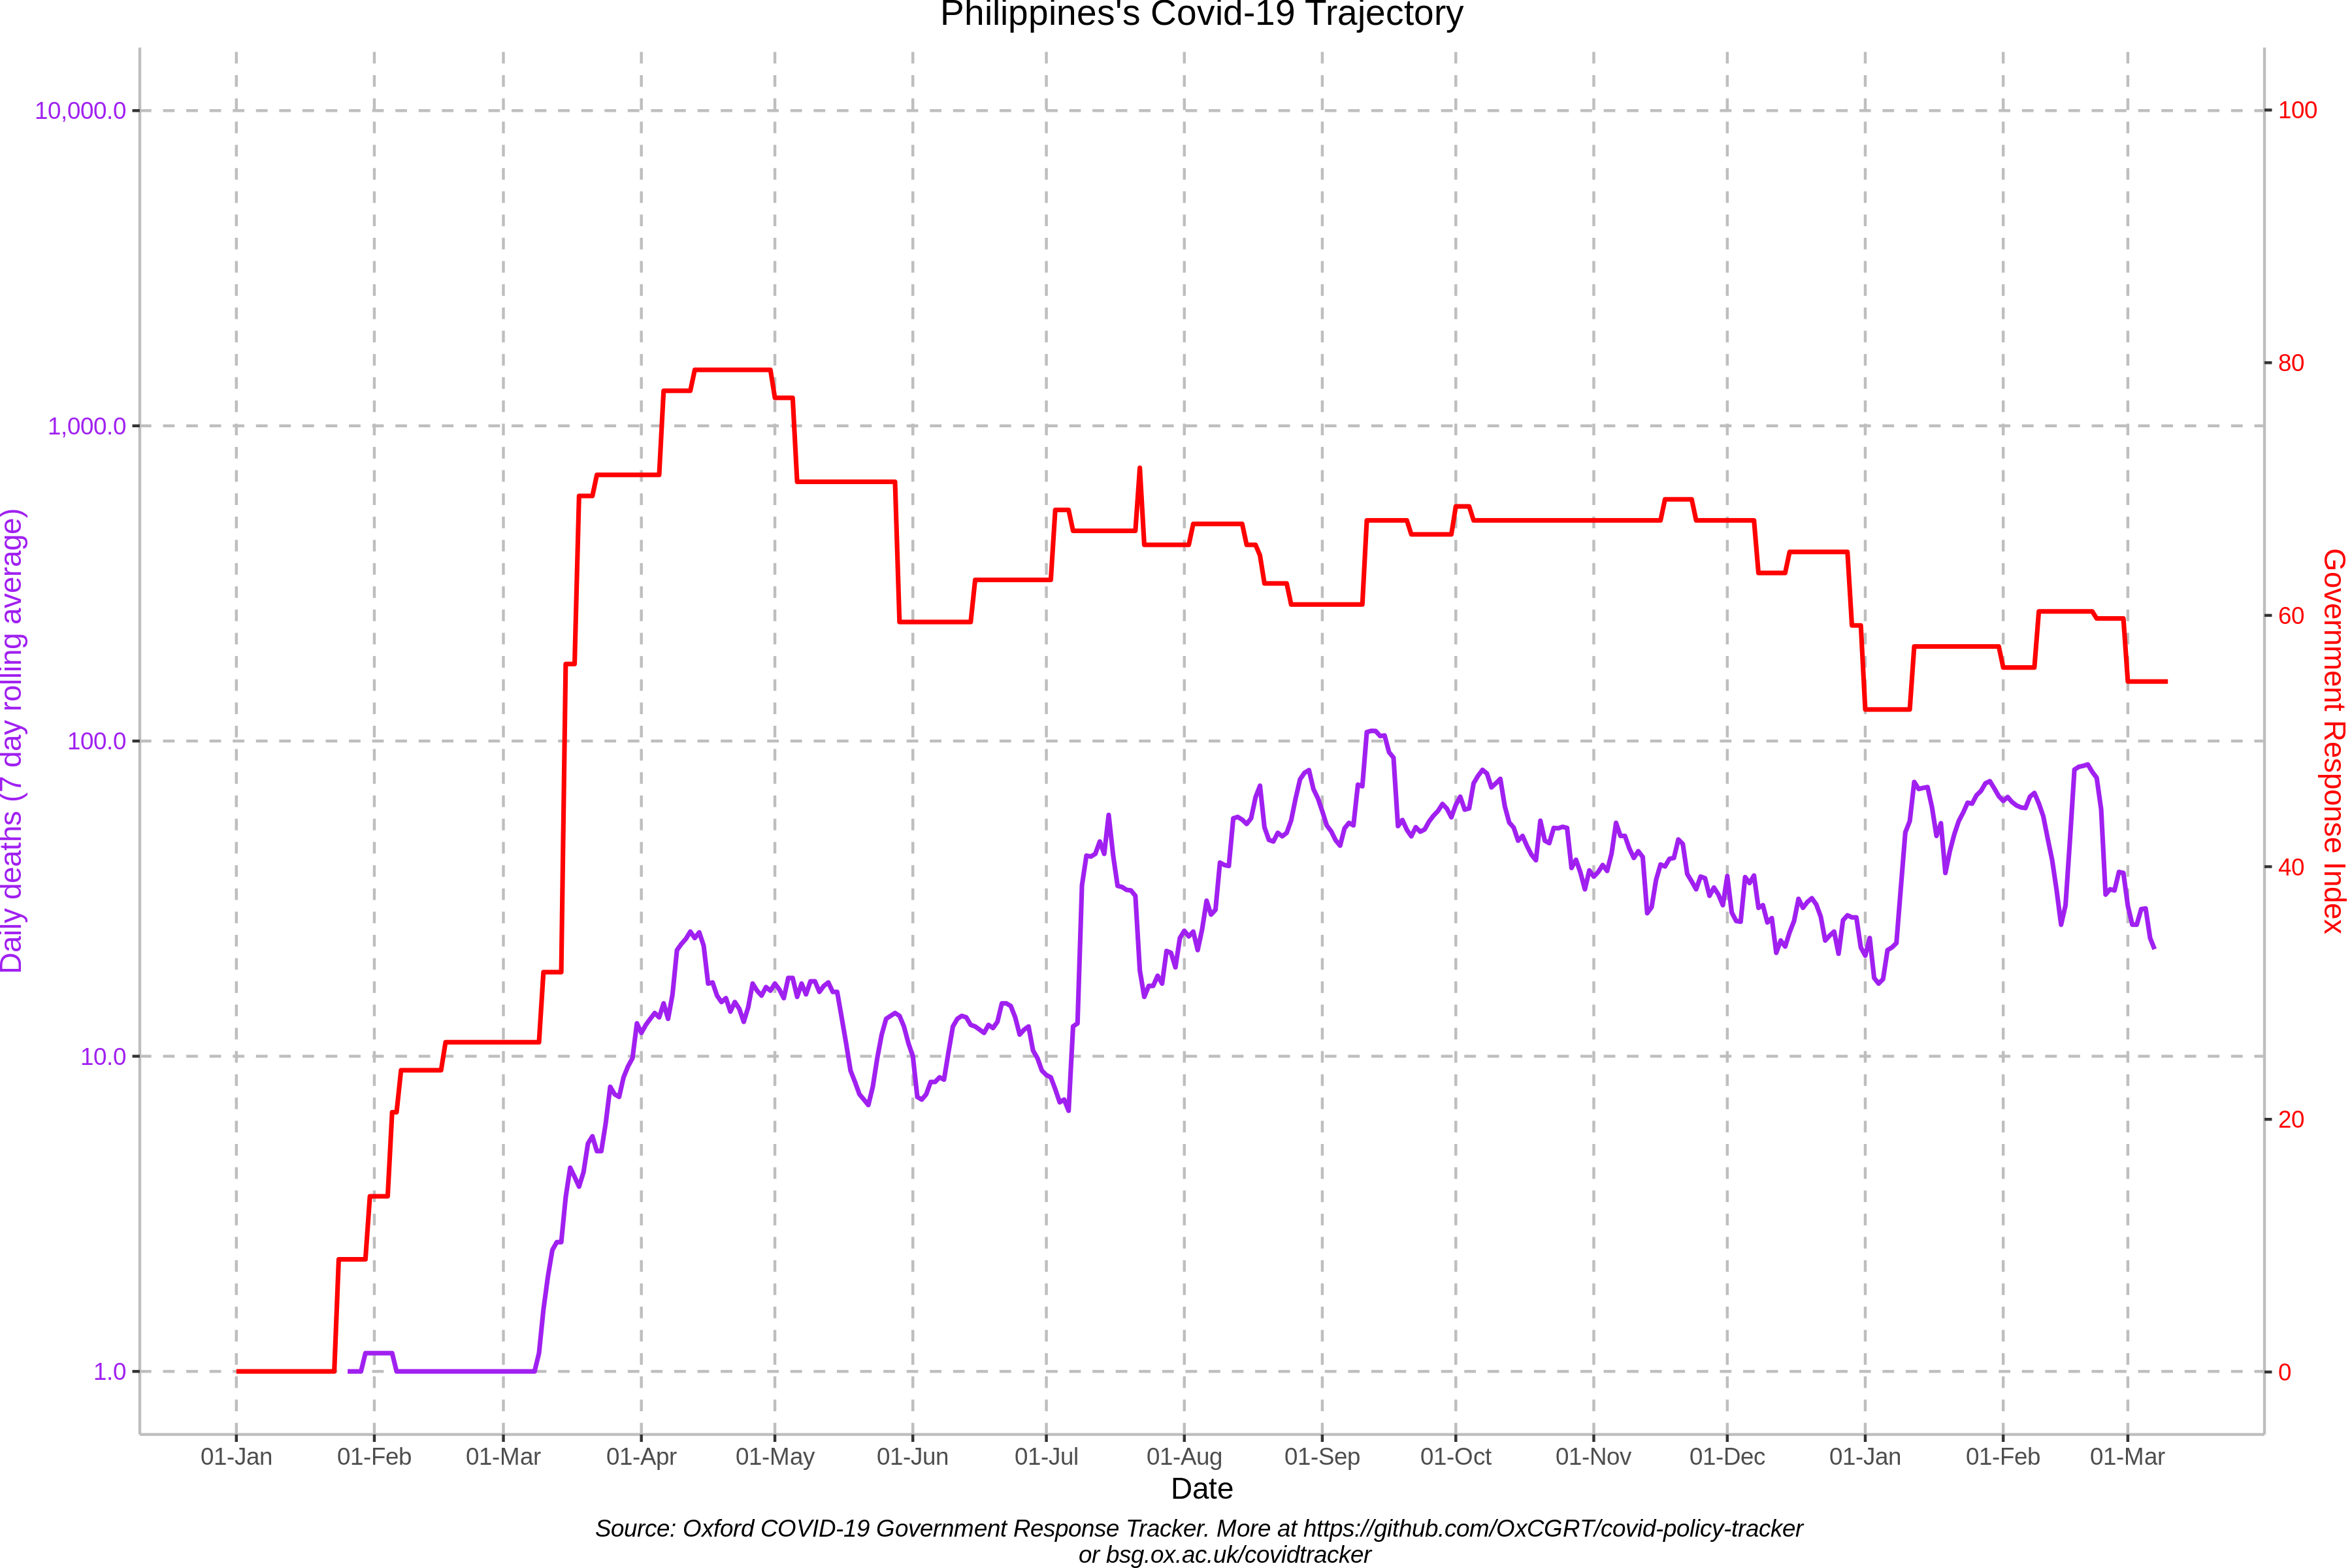 Philippines's Covid-19 Trajectory
10,000.0
1,000.0
100.0
10.0
1.0
Daily deaths (7 day rolling average)
100
80
60
40
20
0
Government Response Index
01-Jan 01-Feb 01-Mar 01-Apr 01-May 01-Jun 01-Jul 01-Aug 01-Sep 01-Oct 01-Nov 01-Dec 01-Jan 01-Feb 01-Mar
Date
Source: Oxford COVID-19 Government Response Tracker. More at https://github.com/OxCGRT/covid-policy-tracker
or bsg.ox.ac.uk/covidtracker